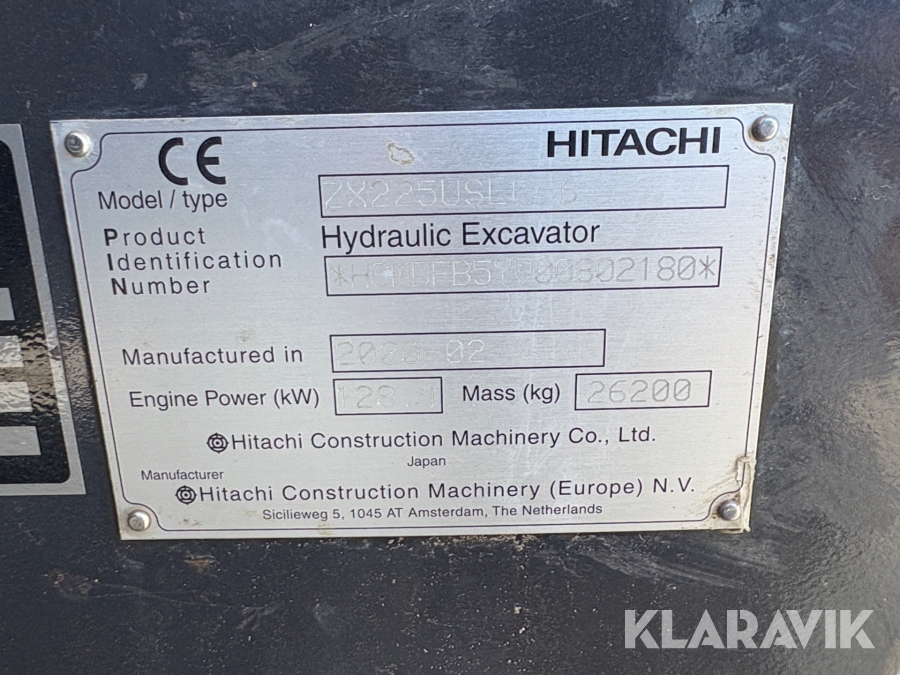 CE
HITACHI
Model / type
Product Hydraulic Excavator
Identification
Number
Manufactured in
Engine Power (kW) Mass (kg) 26200
Hitachi Construction Machinery Co., Ltd.
Japan
Manufacturer
Hitachi Construction Machinery (Europe) N.V.
Sicilieweg 5, 1045 AT Amsterdam, The Netherlands
KLARAVIK